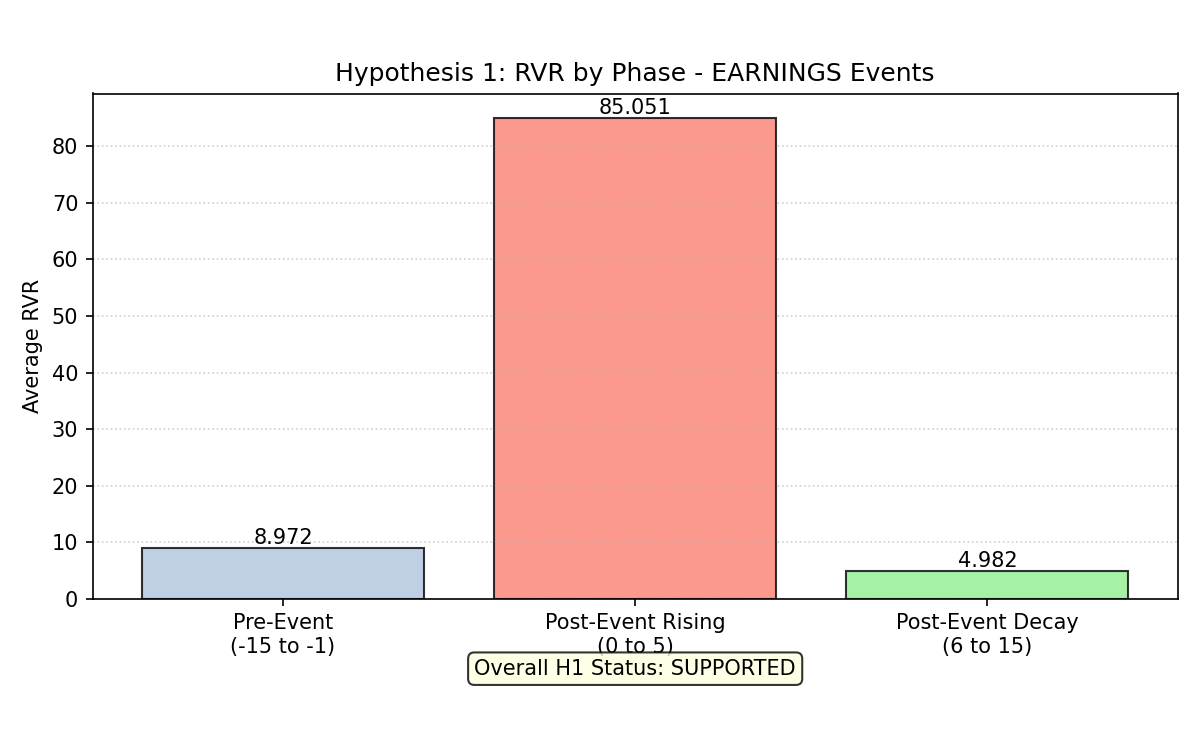 Hypothesis 1: RVR by Phase - EARNINGS Events
Average RVR
80
70
60
50
40
30
20
10
0
8.972
85.051
4.982
Pre-Event
(-15 to -1)
Post-Event Rising
(0 to 5)
Post-Event Decay
(6 to 15)
Overall H1 Status: SUPPORTED